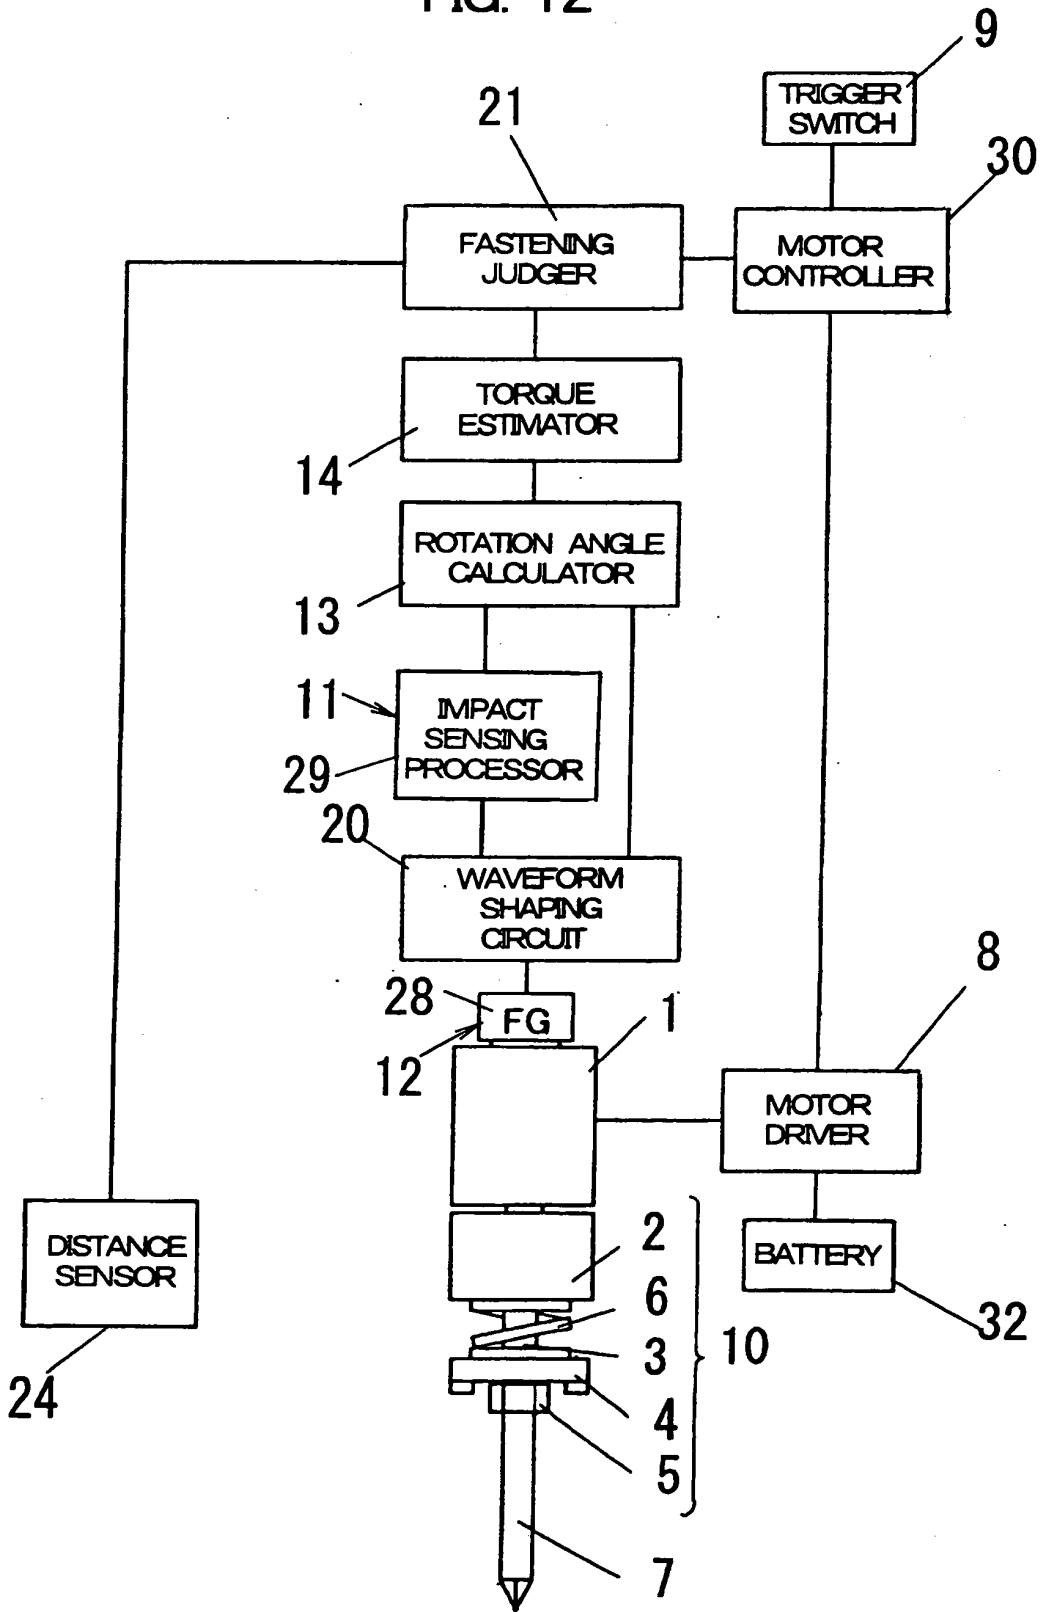 FIG. 12
9
TRIGGER
SWITCH
21
30
FASTENING
JUDGER
MOTOR
CONTROLLER
TORQUE
ESTIMATOR
14
ROTATION ANGLE
CALCULATOR
13
11
IMPACT
SENSING
PROCESSOR
29
20
WAVEFORM
SHAPING
CIRCUIT
8
28
FG
1
12
MOTOR
DRIVER
2
DISTANCE
SENSOR
BATTERY
6
32
3
10
24
4
5
7